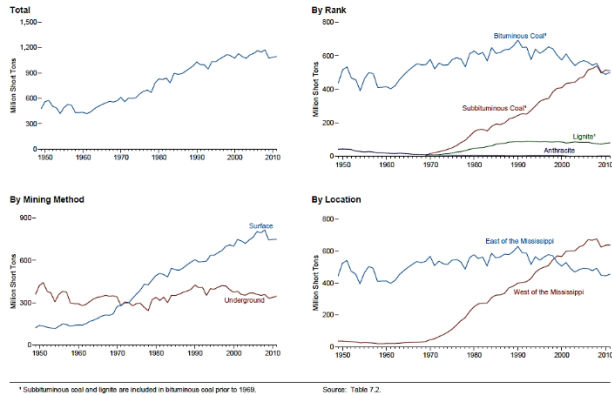 Total
1,500-
1,200-
900-
600-
300-
0-
Million Short Tons
1950 1960 1970 1980 1990 2000 2010
By Rank
800-
600-
400-
200-
0-
Million Short Tons
Bituminous Coal¹
Subbituminous Coal¹
Lignite¹
Anthracite
1950 1960 1970 1980 1990 2000 2010
By Mining Method
900-
600-
300-
0-
Million Short Tons
Surface
Underground
1950 1960 1970 1980 1990 2000 2010
By Location
800-
600-
400-
200-
0-
Million Short Tons
East of the Mississippi
West of the Mississippi
1950 1960 1970 1980 1990 2000 2010
¹ Subbituminous coal and lignite are included in bituminous coal prior to 1969.
Source: Table 7.2.